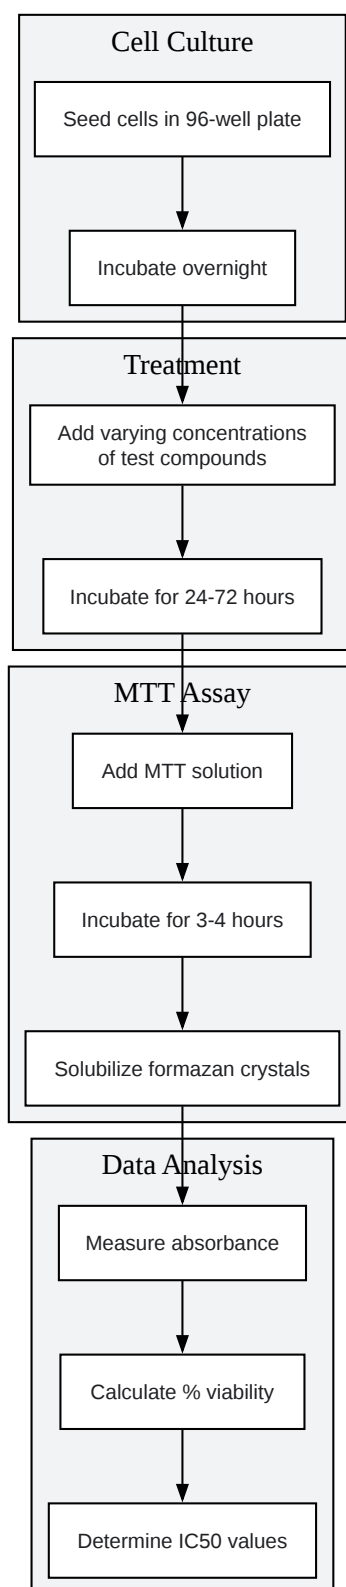 Cell Culture
Seed cells in 96-well plate
Incubate overnight
Treatment
Add varying concentrations
of test compounds
Incubate for 24-72 hours
MTT Assay
Add MTT solution
Incubate for 3-4 hours
Solubilize formazan crystals
Data Analysis
Measure absorbance
Calculate % viability
Determine IC50 values